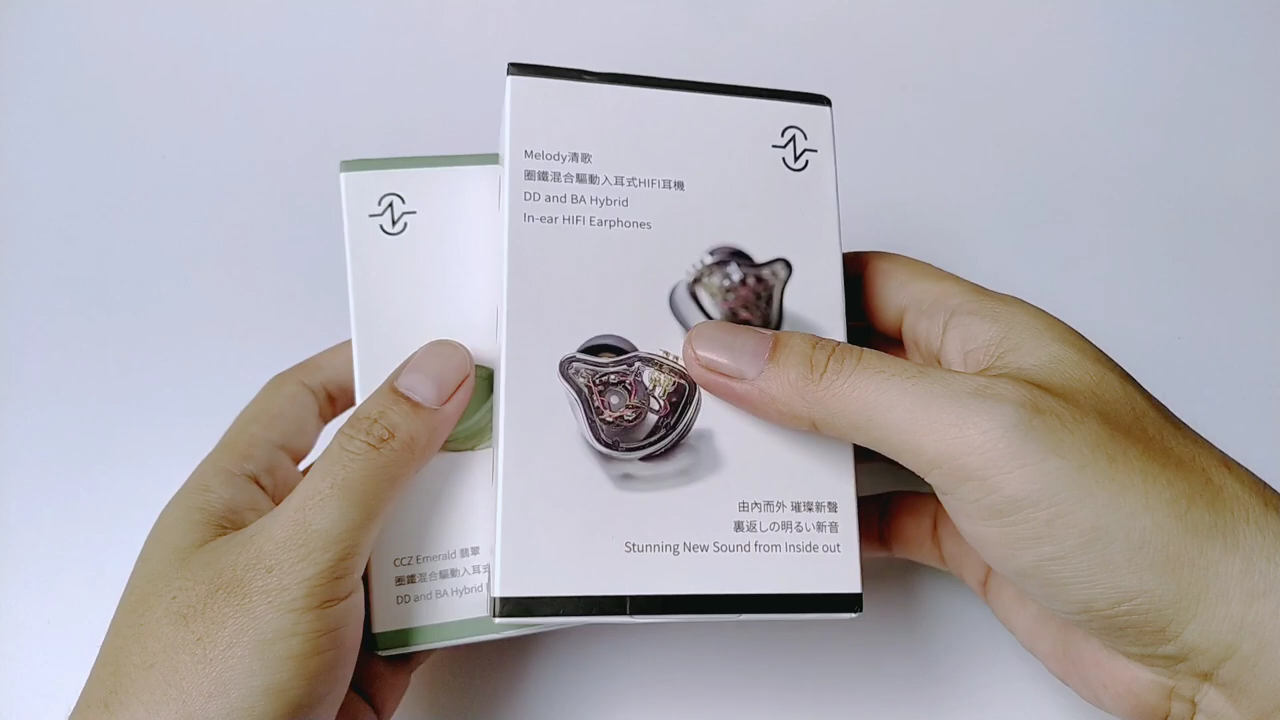 Melody清歌
圈鐵混合驅動入耳式HIFI耳機
DD and BA Hybrid
In-ear HIFI Earphones
由內而外 璀璨新聲
裏返しの明るい新音
Stunning New Sound from Inside out
CCZ Emerald 翡翠
圈鐵混合驅動入耳式
DD and BA Hybrid